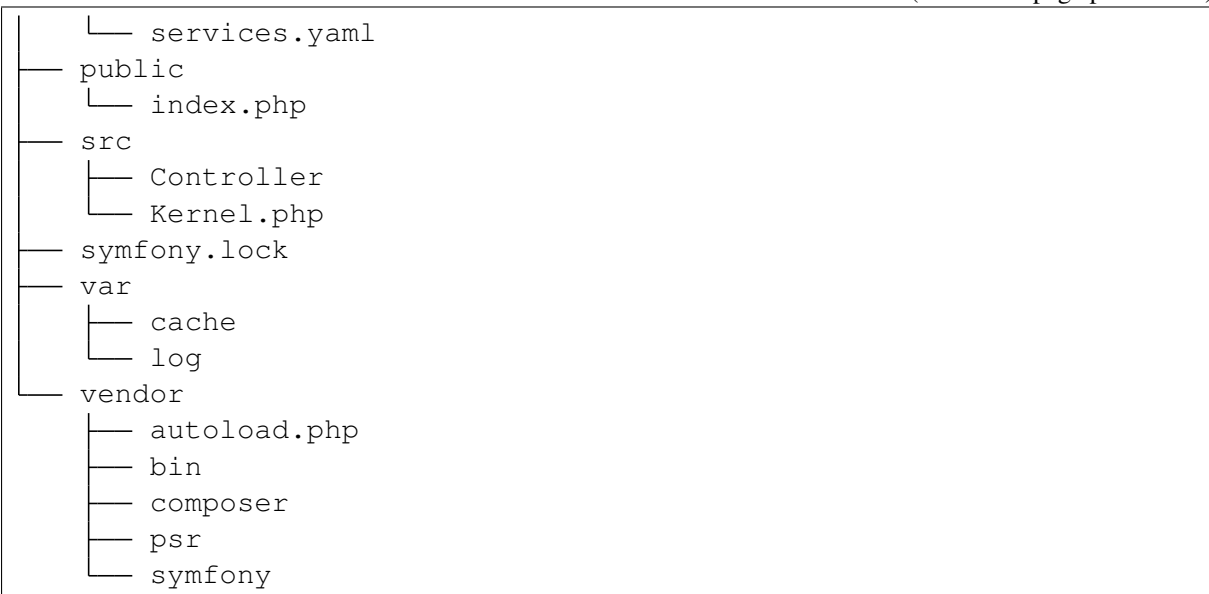 │   └── services.yaml
├── public
│   └── index.php
├── src
│   ├── Controller
│   └── Kernel.php
├── symfony.lock
├── var
│   ├── cache
│   └── log
└── vendor
    ├── autoload.php
    ├── bin
    ├── composer
    ├── psr
    └── symfony